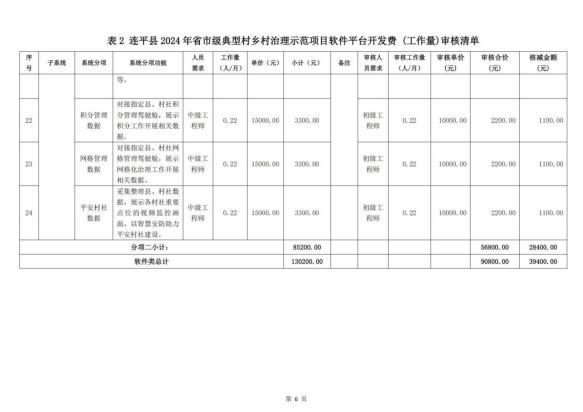 表 2 连平县 2024 年省市级典型村乡村治理示范项目软件平台开发费 (工作量)审核清单
序号 子系统 系统分项 系统分项功能 人员需求 工作量（人/月） 单价（元） 小计（元） 备注 审核人员需求 审核工作量（人/月） 审核单价（元） 审核合价（元） 核减金额（元）
等。
22 积分管理数据 对接指定县、村社积分管理驾驶舱，展示积分工作开展相关数据。 中级工程师 0.22 15000.00 3300.00 初级工程师 0.22 10000.00 2200.00 1100.00
23 网格管理数据 对接指定县、村社网格管理驾驶舱，展示网格化治理工作开展相关数据。 中级工程师 0.22 15000.00 3300.00 初级工程师 0.22 10000.00 2200.00 1100.00
24 平安村社数据 采集整理县、村社数据，展示各村社重要点位的视频监控画面，以智慧安防助力平安村社建设。 中级工程师 0.22 15000.00 3300.00 初级工程师 0.22 10000.00 2200.00 1100.00
分项二小计： 85200.00 56800.00 28400.00
软件类总计 130200.00 90800.00 39400.00
第 6 页